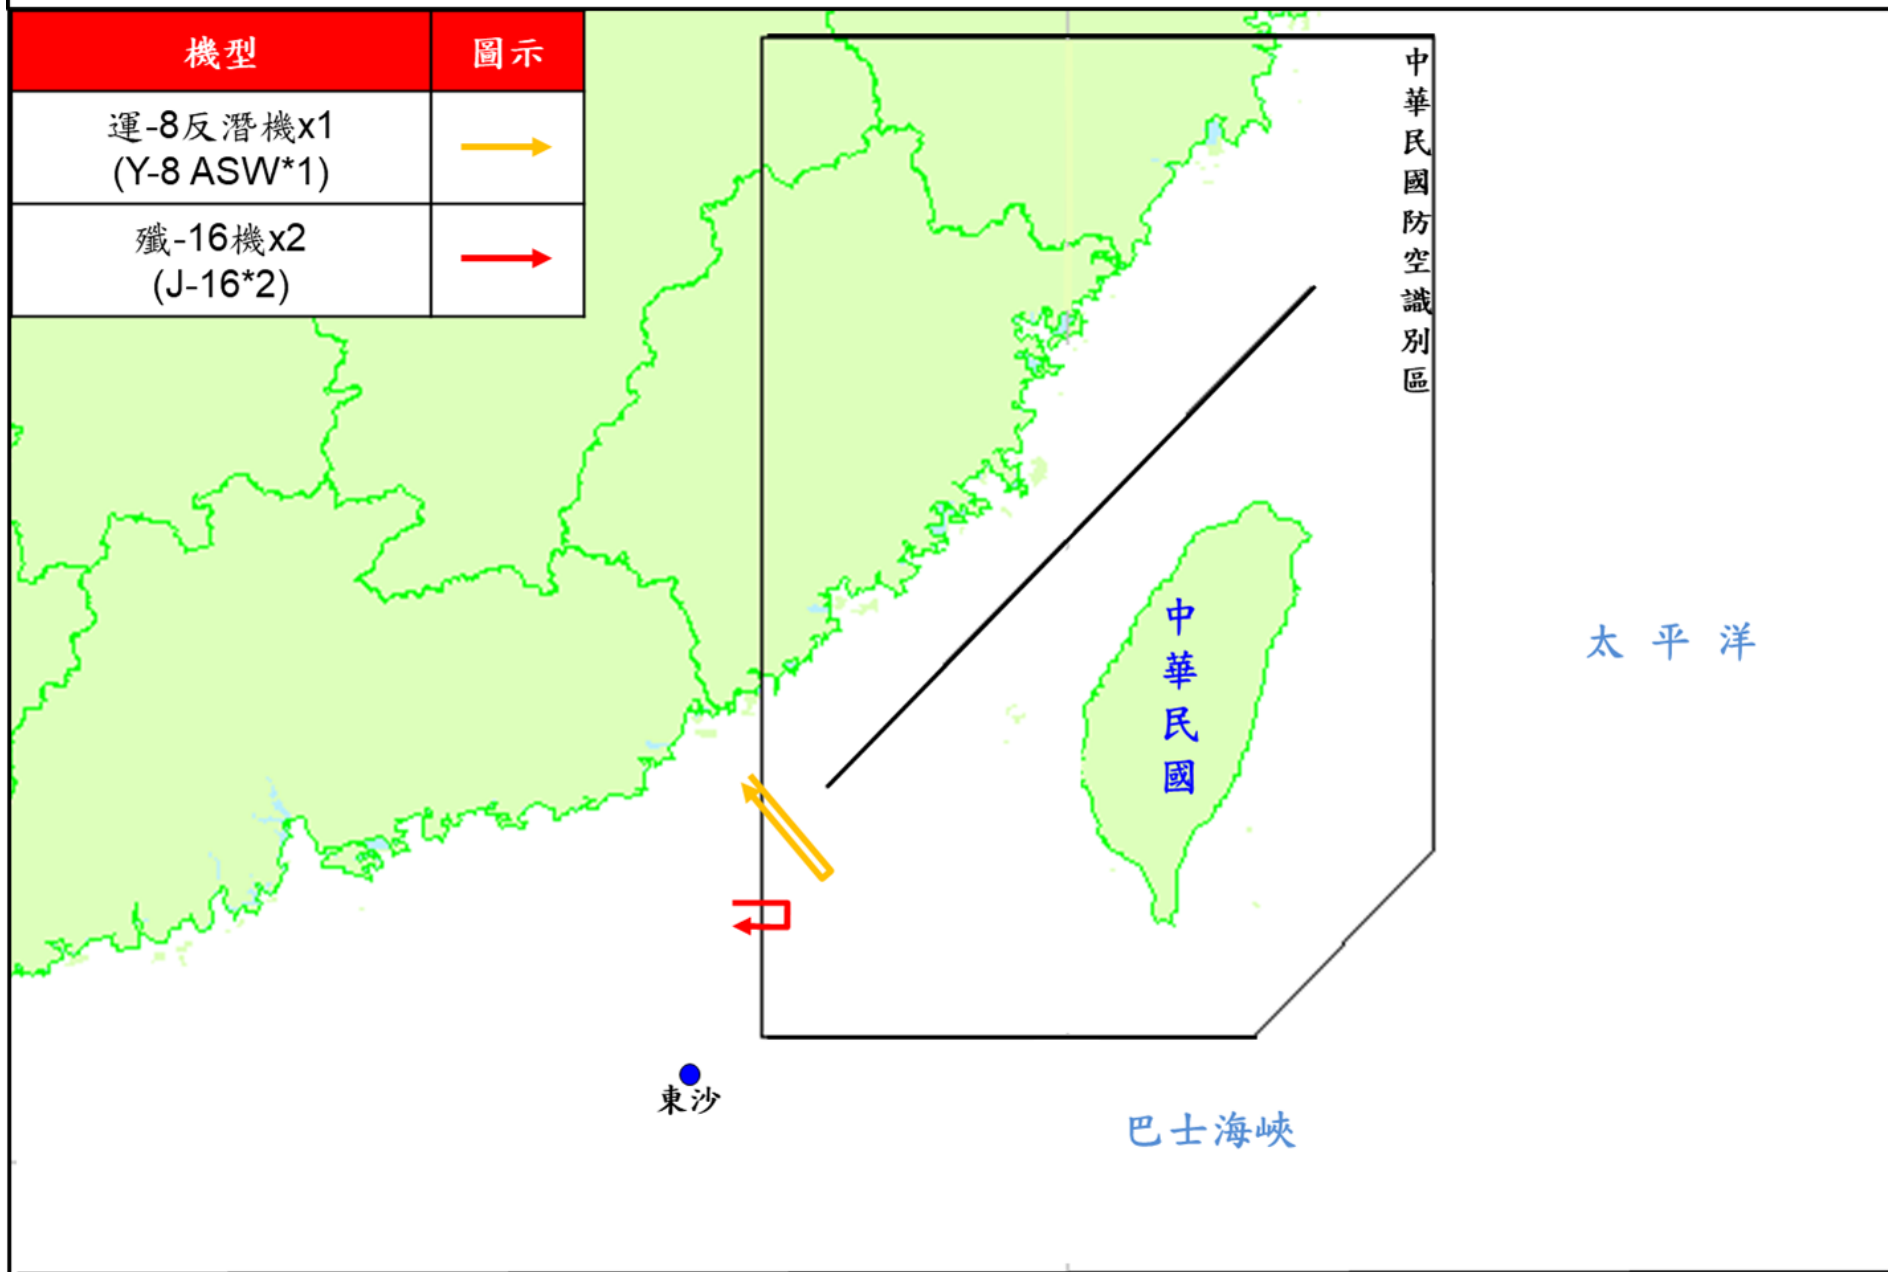 機型
圖示
運-8反潛機x1
(Y-8 ASW*1)
殲-16機x2
(J-16*2)
中華民國防空識別區
中華民國
太平洋
東沙
巴士海峽